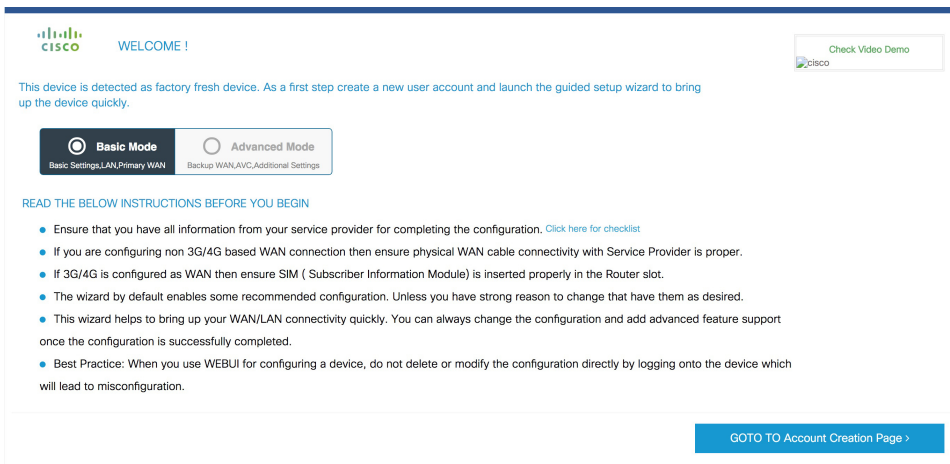 CISCO
WELCOME !
Check Video Demo
cisco
This device is detected as factory fresh device. As a first step create a new user account and launch the guided setup wizard to bring
up the device quickly.
Basic Mode
Basic Settings,LAN,Primary WAN
Advanced Mode
Backup WAN,AVC,Additional Settings
READ THE BELOW INSTRUCTIONS BEFORE YOU BEGIN
Ensure that you have all information from your service provider for completing the configuration. Click here for checklist
If you are configuring non 3G/4G based WAN connection then ensure physical WAN cable connectivity with Service Provider is proper.
If 3G/4G is configured as WAN then ensure SIM ( Subscriber Information Module) is inserted properly in the Router slot.
The wizard by default enables some recommended configuration. Unless you have strong reason to change that have them as desired.
This wizard helps to bring up your WAN/LAN connectivity quickly. You can always change the configuration and add advanced feature support
once the configuration is successfully completed.
Best Practice: When you use WEBUI for configuring a device, do not delete or modify the configuration directly by logging onto the device which
will lead to misconfiguration.
GOTO TO Account Creation Page >